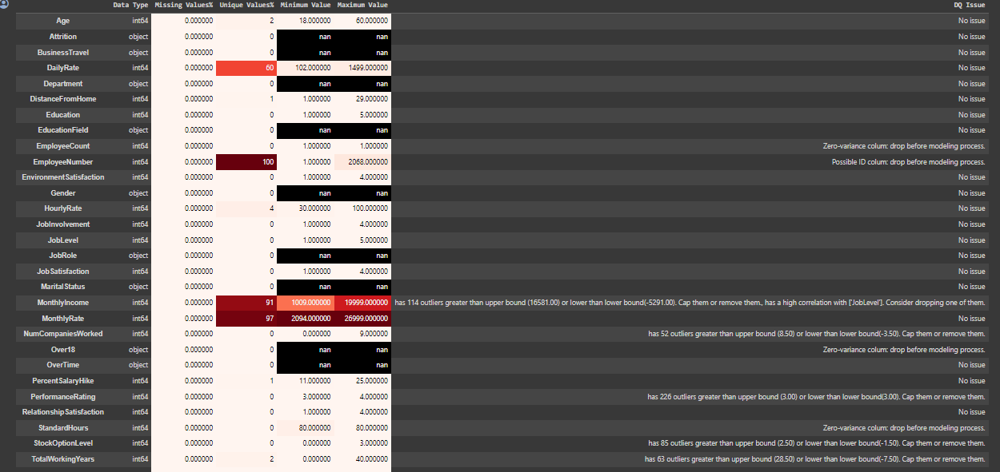 Data Type Missing Values% Unique Values% Minimum Value Maximum Value DQ Issue
Age int64 0.000000 2 18.000000 60.000000 No issue
Attrition object 0.000000 0 nan nan No issue
BusinessTravel object 0.000000 0 nan nan No issue
DailyRate int64 0.000000 60 102.000000 1499.000000 No issue
Department object 0.000000 0 nan nan No issue
DistanceFromHome int64 0.000000 1 1.000000 29.000000 No issue
Education int64 0.000000 0 1.000000 5.000000 No issue
EducationField object 0.000000 0 nan nan No issue
EmployeeCount int64 0.000000 0 1.000000 1.000000 Zero-variance colum: drop before modeling process.
EmployeeNumber int64 0.000000 100 1.000000 2068.000000 Possible ID colum: drop before modeling process.
EnvironmentSatisfaction int64 0.000000 0 1.000000 4.000000 No issue
Gender object 0.000000 0 nan nan No issue
HourlyRate int64 0.000000 4 30.000000 100.000000 No issue
JobInvolvement int64 0.000000 0 1.000000 4.000000 No issue
JobLevel int64 0.000000 0 1.000000 5.000000 No issue
JobRole object 0.000000 0 nan nan No issue
JobSatisfaction int64 0.000000 0 1.000000 4.000000 No issue
MaritalStatus object 0.000000 0 nan nan No issue
MonthlyIncome int64 0.000000 91 1009.000000 19999.000000 has 114 outliers greater than upper bound (16581.00) or lower than lower bound(-5291.00). Cap them or remove them., has a high correlation with ['JobLevel']. Consider dropping one of them.
MonthlyRate int64 0.000000 97 2094.000000 26999.000000 No issue
NumCompaniesWorked int64 0.000000 0 0.000000 9.000000 has 52 outliers greater than upper bound (8.50) or lower than lower bound(-3.50). Cap them or remove them.
Over18 object 0.000000 0 nan nan Zero-variance colum: drop before modeling process.
OverTime object 0.000000 0 nan nan No issue
PercentSalaryHike int64 0.000000 1 11.000000 25.000000 No issue
PerformanceRating int64 0.000000 0 3.000000 4.000000 has 226 outliers greater than upper bound (3.00) or lower than lower bound(3.00). Cap them or remove them.
RelationshipSatisfaction int64 0.000000 0 1.000000 4.000000 No issue
StandardHours int64 0.000000 0 80.000000 80.000000 Zero-variance colum: drop before modeling process.
StockOptionLevel int64 0.000000 0 0.000000 3.000000 has 85 outliers greater than upper bound (2.50) or lower than lower bound(-1.50). Cap them or remove them.
TotalWorkingYears int64 0.000000 2 0.000000 40.000000 has 63 outliers greater than upper bound (28.50) or lower than lower bound(-7.50). Cap them or remove them.